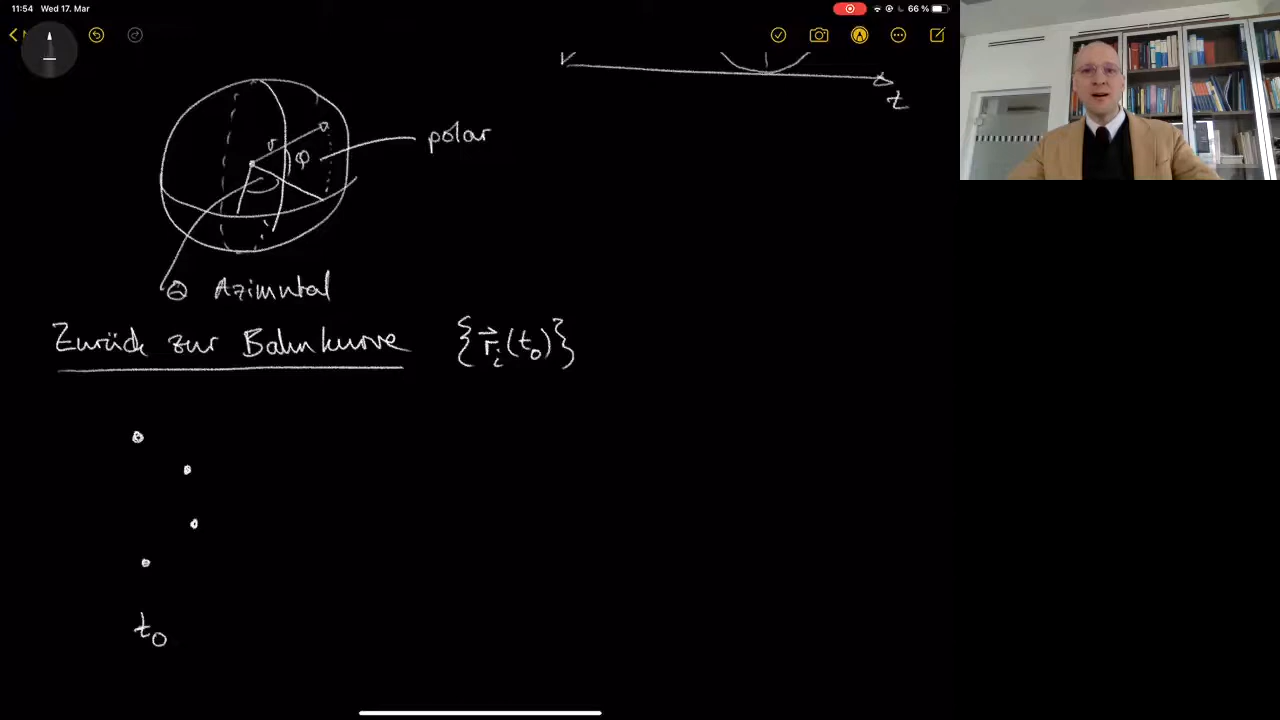 11:54 Wed 17. Mar
66 %
t
r
φ
polar
Θ Azimutal
Zurück zur Bahnkurve { r⃗ᵢ(t₀) }
t₀